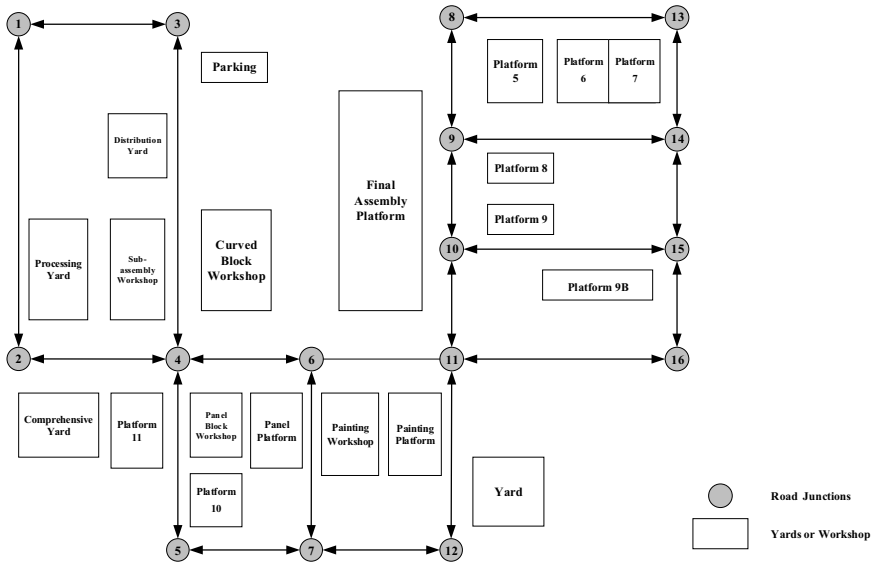 1
3
8
13
Parking
Platform
5
Platform
6
Platform
7
Distribution
Yard
9
14
Final
Assembly
Platform
Platform 8
Platform 9
Processing
Yard
Sub-
assembly
Workshop
Curved
Block
Workshop
10
15
Platform 9B
2
4
6
11
16
Comprehensive
Yard
Platform
11
Panel
Block
Workshop
Panel
Platform
Painting
Workshop
Painting
Platform
Platform
10
Yard
5
7
12
Road Junctions
Yards or Workshop